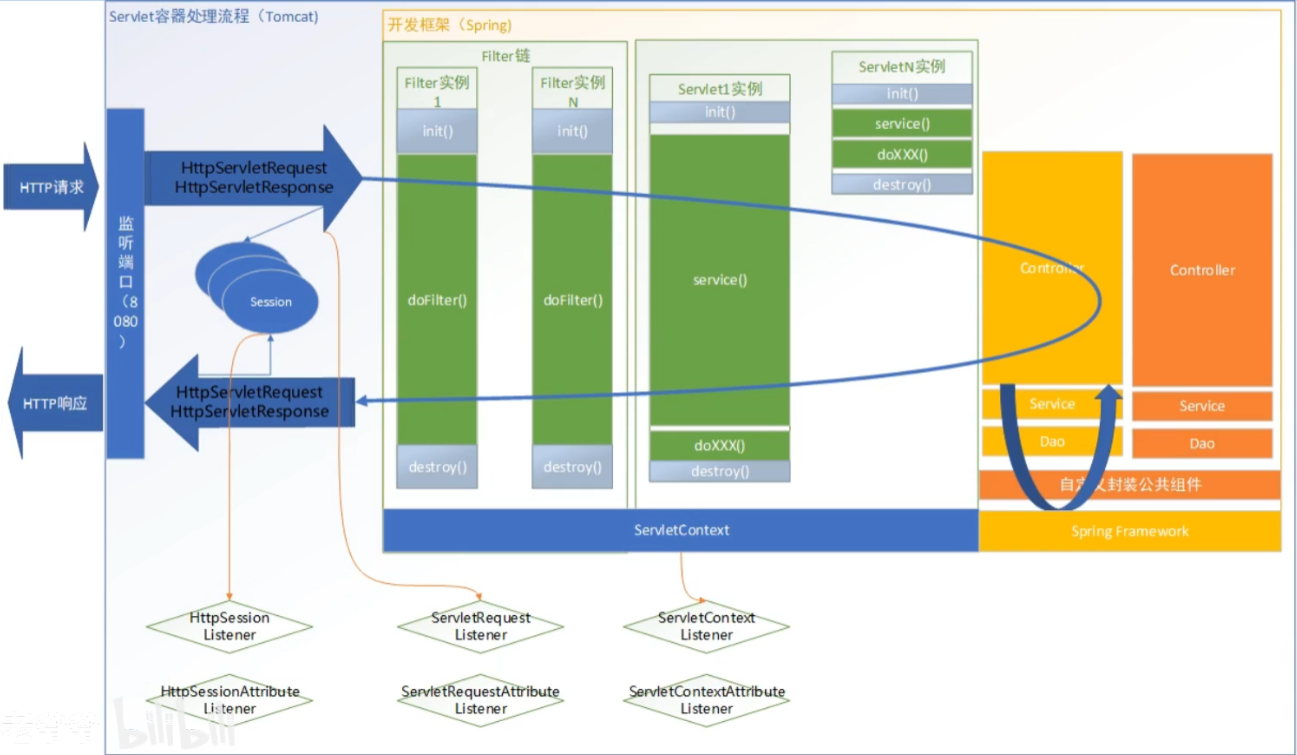 Servlet容器处理流程（Tomcat)
开发框架（Spring)
Filter链
Filter实例
1
init()
doFilter()
destroy()
Filter实例
N
init()
doFilter()
destroy()
Servlet1实例
init()
service()
doXXX()
destroy()
ServletN实例
init()
service()
doXXX()
destroy()
HTTP请求
监
听
端
口
（8
080
）
HttpServletRequest
HttpServletResponse
Session
HTTP响应
HttpServletRequest
HttpServletResponse
Controller
Service
Dao
Controller
Service
Dao
自定义封装公共组件
ServletContext
Spring Framework
HttpSession
Listener
ServletRequest
Listener
ServletContext
Listener
HttpSessionAttribute
Listener
ServletRequestAttribute
Listener
ServletContextAttribute
Listener
bilibili